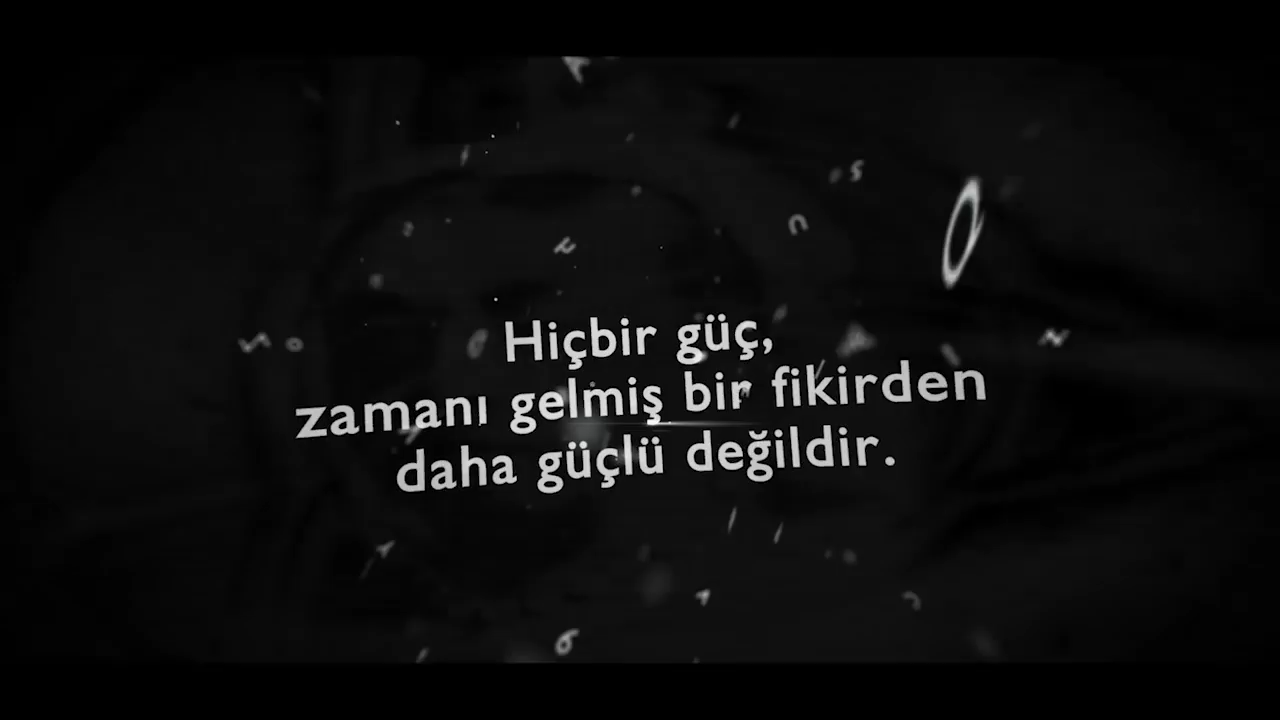 Hiçbir güç,
zamanı gelmiş bir fikirden
daha güçlü değildir.